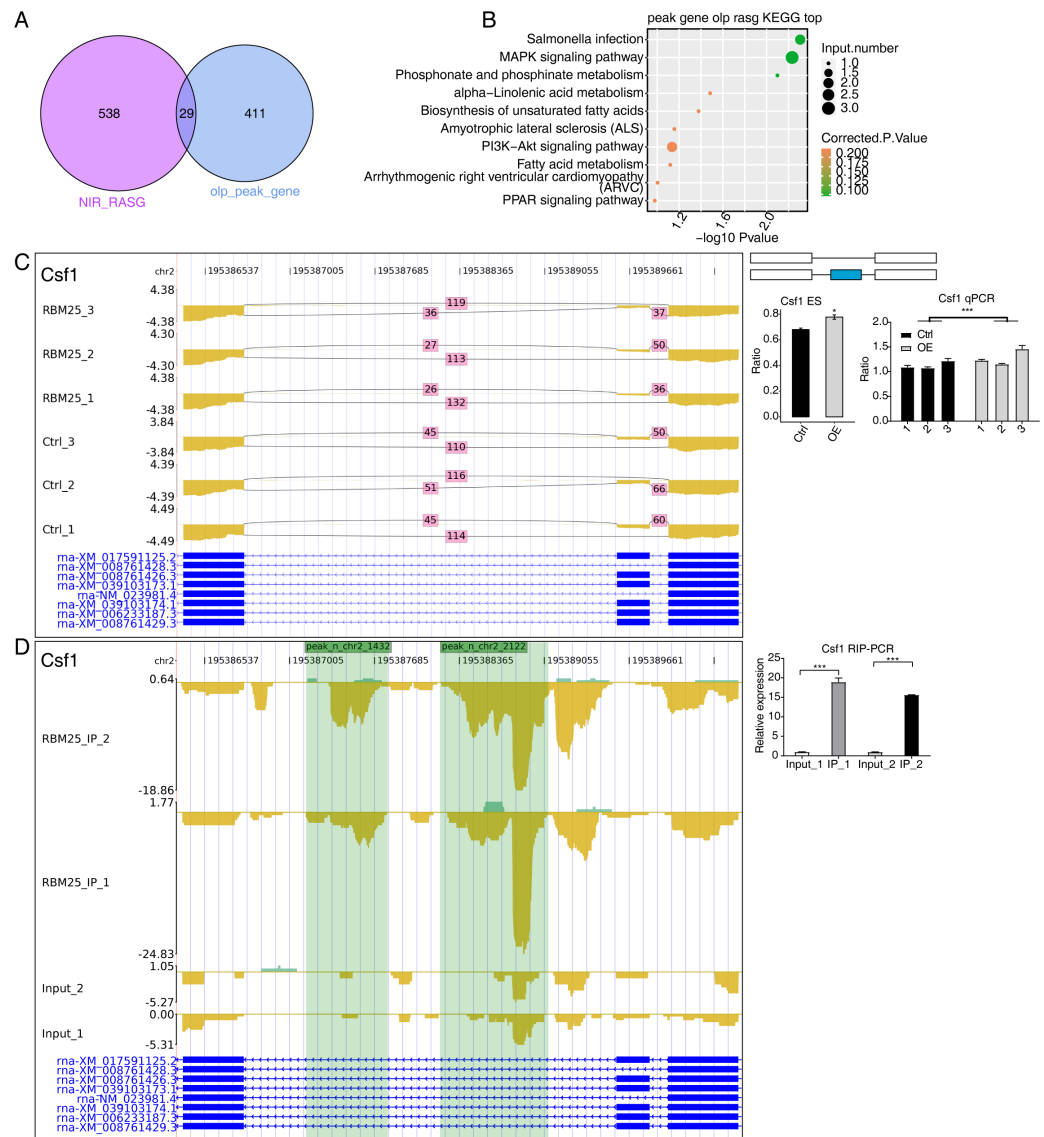 A
538
29
411
NIR_RASG
olp_peak_gene
B
peak gene olp rasg KEGG top
Salmonella infection
MAPK signaling pathway
Phosphonate and phosphinate metabolism
alpha−Linolenic acid metabolism
Biosynthesis of unsaturated fatty acids
Amyotrophic lateral sclerosis (ALS)
PI3K−Akt signaling pathway
Fatty acid metabolism
Arrhythmogenic right ventricular cardiomyopathy
(ARVC)
PPAR signaling pathway
1.2
1.6
2.0
−log10 Pvalue
Input.number
1.0
1.5
2.0
2.5
3.0
Corrected.P.Value
0.200
0.175
0.150
0.125
0.100
C
Csf1
chr2
195386537
195387005
195387685
195388365
195389055
195389661
4.38
RBM25_3
-4.38
119
36
37
4.30
RBM25_2
-4.30
27
113
50
4.38
RBM25_1
-4.38
26
132
36
3.84
Ctrl_3
-3.84
45
110
50
4.39
Ctrl_2
-4.39
116
51
66
4.49
Ctrl_1
-4.49
45
114
60
rna-XM_017591125.2
rna-XM_008761428.3
rna-XM_008761426.3
rna-XM_039103173.1
rna-NM_023981.4
rna-XM_039103174.1
rna-XM_006233187.3
rna-XM_008761429.3
Csf1 ES
Ratio
0.8
0.6
0.4
0.2
0.0
*
Ctrl
OE
Csf1 qPCR
***
Ctrl
OE
Ratio
2.0
1.5
1.0
0.5
0.0
1
2
3
1
2
3
D
Csf1
peak_n_chr2_1432
peak_n_chr2_2122
chr2
195386537
195387005
195387685
195388365
195389055
195389661
0.64
RBM25_IP_2
-18.86
1.77
RBM25_IP_1
-24.83
1.05
Input_2
-5.27
0.00
Input_1
-5.31
rna-XM_017591125.2
rna-XM_008761428.3
rna-XM_008761426.3
rna-XM_039103173.1
rna-NM_023981.4
rna-XM_039103174.1
rna-XM_006233187.3
rna-XM_008761429.3
Csf1 RIP-PCR
Relative expression
25
20
15
10
5
0
***
***
Input_1
IP_1
Input_2
IP_2